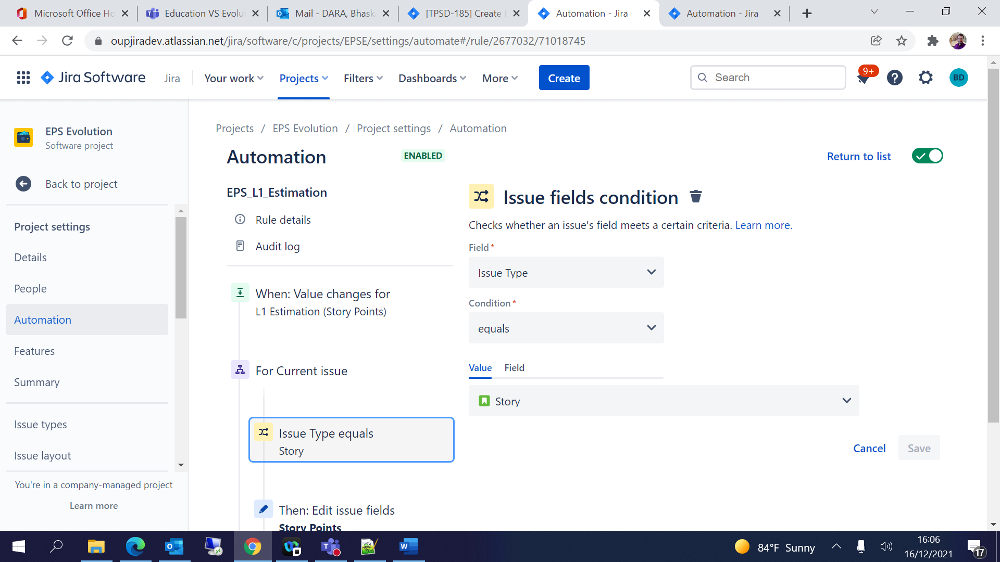 Microsoft Office Ho
Education VS Evolu
Mail - DARA, Bhask
[TPSD-185] Create
Automation - Jira
Automation - Jira
oupjiradev.atlassian.net/jira/software/c/projects/EPSE/settings/automate#/rule/2677032/71018745
Jira Software
Jira
Your work
Projects
Filters
Dashboards
More
Create
Search
9+
BD
EPS Evolution
Software project
Back to project
Project settings
Details
People
Automation
Features
Summary
Issue types
Issue layout
You're in a company-managed project
Learn more
Projects / EPS Evolution / Project settings / Automation
Automation
ENABLED
Return to list
EPS_L1_Estimation
Rule details
Audit log
When: Value changes for
L1 Estimation (Story Points)
For Current issue
Issue Type equals
Story
Then: Edit issue fields
Story Points
Issue fields condition
Checks whether an issue's field meets a certain criteria. Learn more.
Field *
Issue Type
Condition *
equals
Value
Field
Story
Cancel
Save
84°F Sunny
16:06
16/12/2021
17